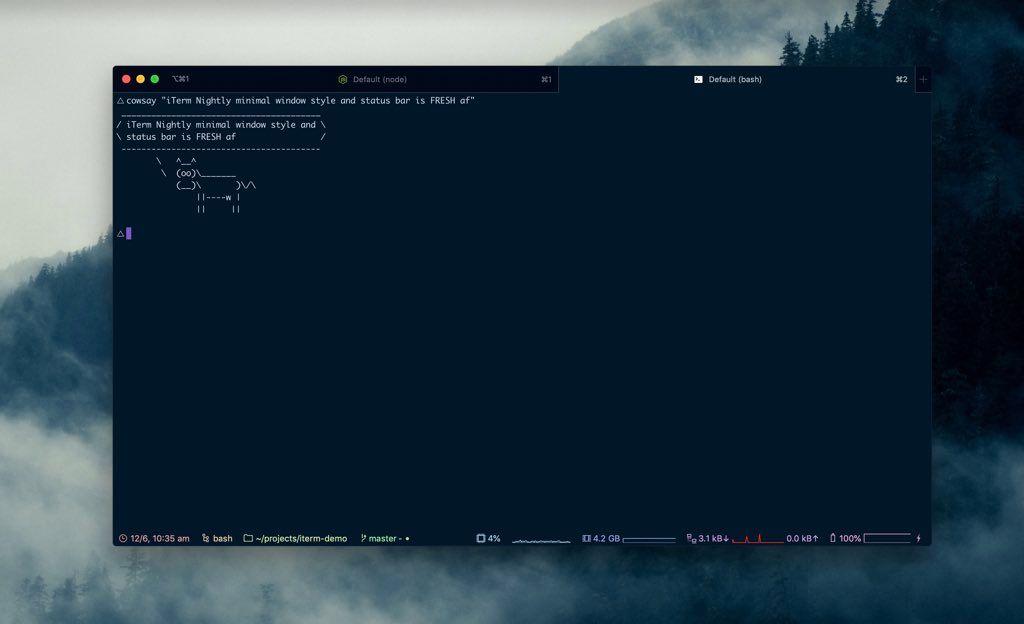 ⌥⌘1 Default (node) ⌘1 Default (bash) ⌘2 +
△ cowsay "iTerm Nightly minimal window style and status bar is FRESH af"
 ________________________________________
/ iTerm Nightly minimal window style and \
\ status bar is FRESH af                 /
 ----------------------------------------
        \   ^__^
         \  (oo)\_______
            (__)\       )\/\
                ||----w |
                ||     ||
△
12/6, 10:35 am bash ~/projects/iterm-demo master - • 4% 4.2 GB 3.1 kB↓ 0.0 kB↑ 100%